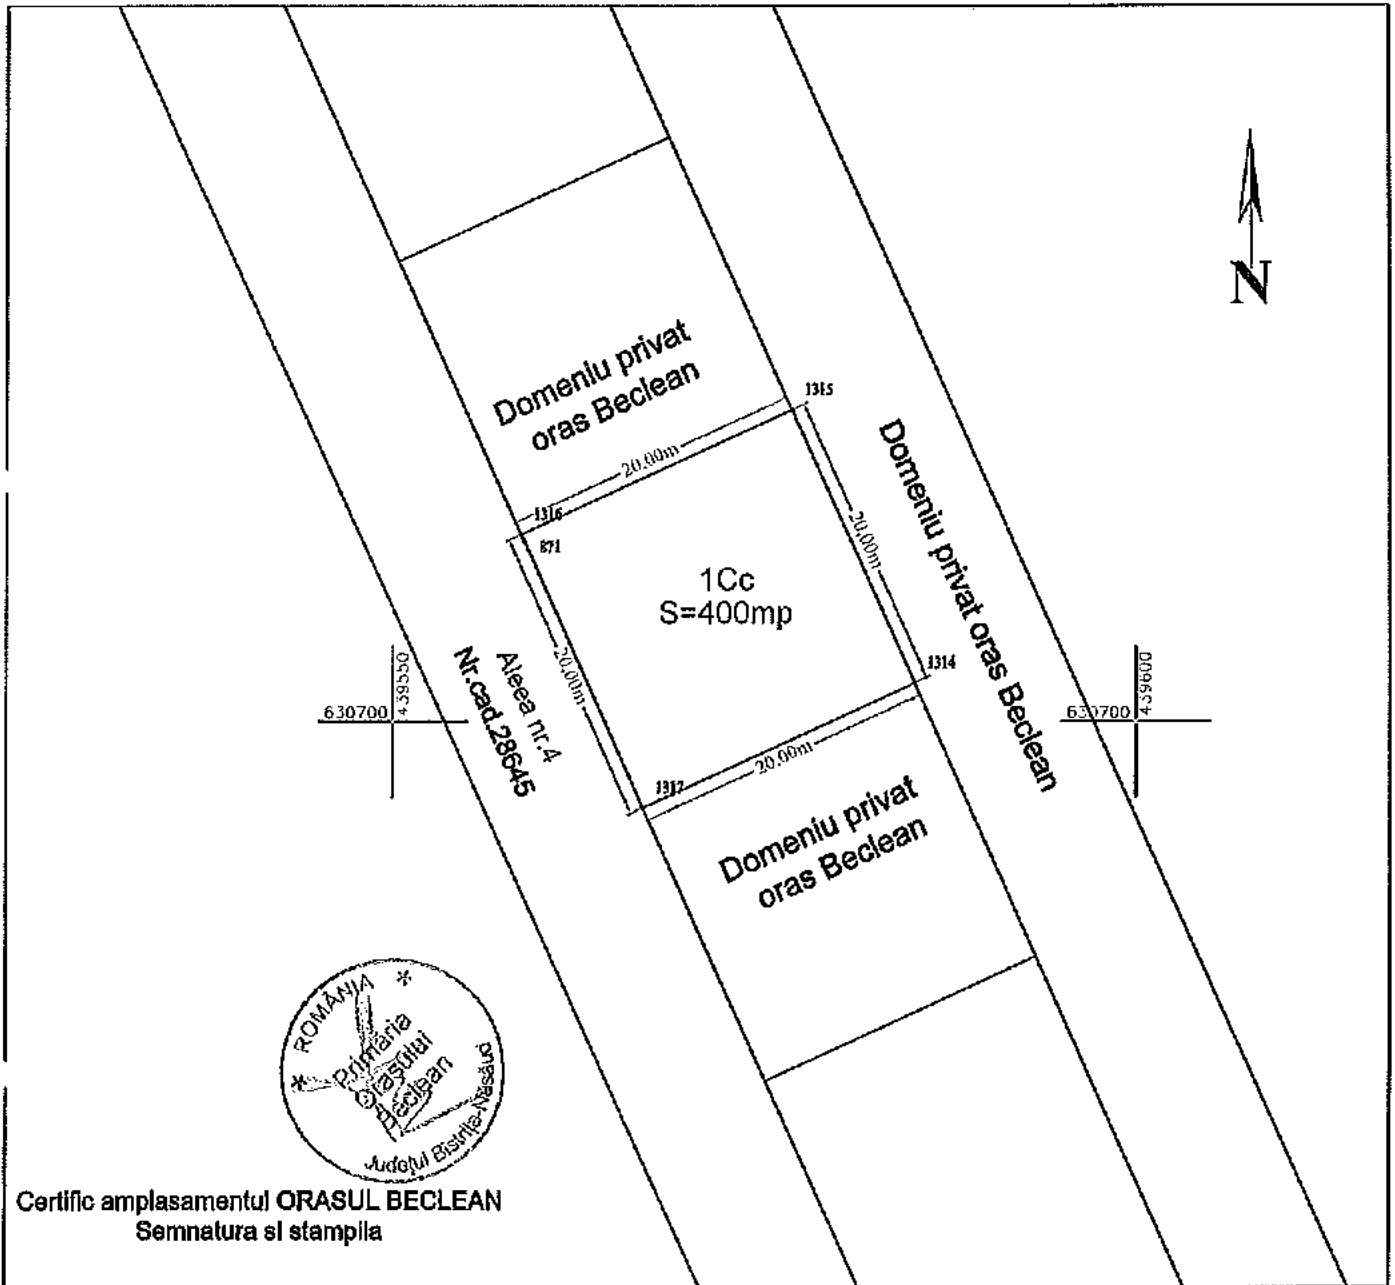 N
Domeniu privat
oras Beclean
1315
20.00m
1316
871
20.00m
Domeniu privat oras Beclean
1Cc
S=400mp
1314
Aleea nr.4
Nr.cad.28645
20.00m
630700
439550
630700
439600
1317
20.00m
Domeniu privat
oras Beclean
ROMÂNIA
Primăria
Orașului
Beclean
Județul Bistrița-Năsăud
Certific amplasamentul ORASUL BECLEAN
Semnatura si stampila